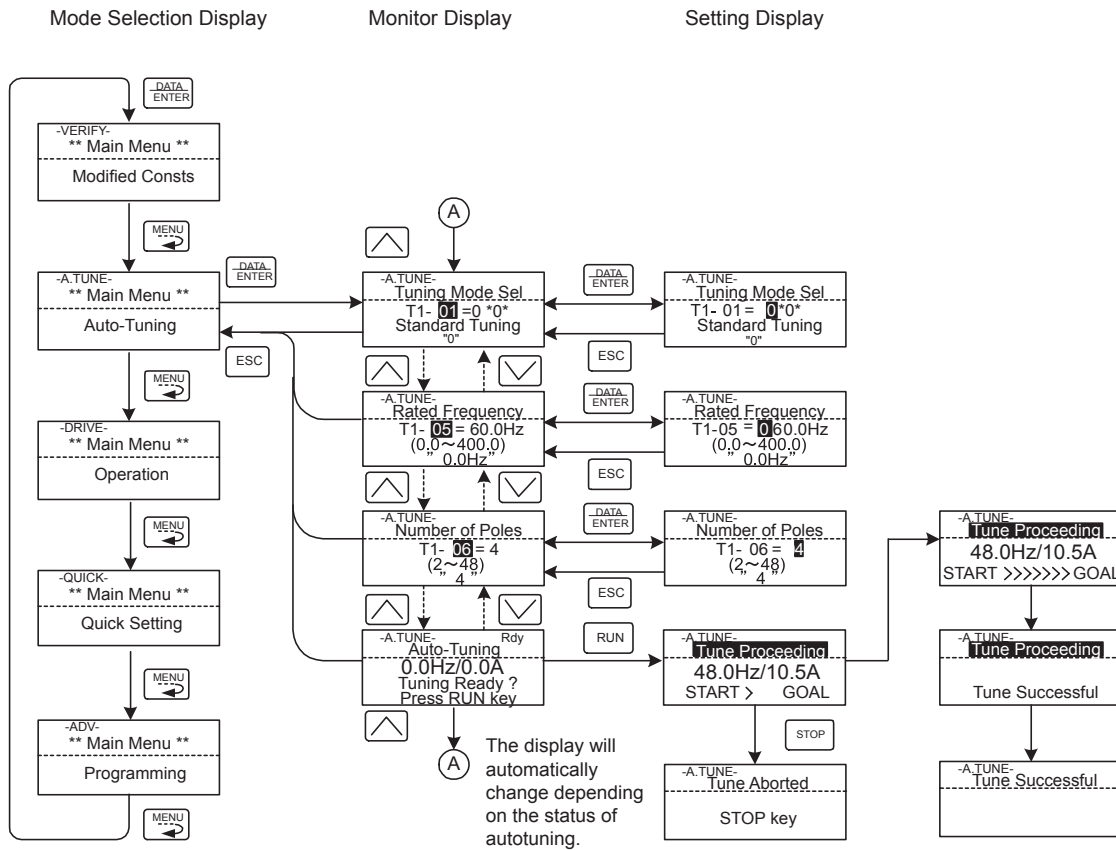 Mode Selection Display
Monitor Display
Setting Display
DATA
ENTER
-VERIFY-
** Main Menu **
Modified Consts
MENU
-A.TUNE-
** Main Menu **
Auto-Tuning
MENU
-DRIVE-
** Main Menu **
Operation
MENU
-QUICK-
** Main Menu **
Quick Setting
MENU
-ADV-
** Main Menu **
Programming
MENU
DATA
ENTER
ESC
A
-A.TUNE-
Tuning Mode Sel
T1- 01 =0 *0*
Standard Tuning
"0"
-A.TUNE-
Rated Frequency
T1- 05 = 60.0Hz
(0.0～400.0)
” 0.0Hz”
-A.TUNE-
Number of Poles
T1- 06 = 4
(2～48)
” 4 ”
-A.TUNE- Rdy
Auto-Tuning
0.0Hz/0.0A
Tuning Ready ?
Press RUN key
A
The display will
automatically
change depending
on the status of
autotuning.
DATA
ENTER
ESC
DATA
ENTER
ESC
DATA
ENTER
ESC
RUN
-A.TUNE-
Tuning Mode Sel
T1- 01 = 0*0*
Standard Tuning
"0"
-A.TUNE-
Rated Frequency
T1-05 = 060.0Hz
(0.0～400.0)
” 0.0Hz”
-A.TUNE-
Number of Poles
T1- 06 = 4
(2～48)
” 4 ”
-A.TUNE-
Tune Proceeding
48.0Hz/10.5A
START > GOAL
STOP
-A.TUNE-
Tune Aborted
STOP key
-A.TUNE-
Tune Proceeding
48.0Hz/10.5A
START >>>>>>> GOAL
-A.TUNE-
Tune Proceeding
Tune Successful
-A.TUNE-
Tune Successful